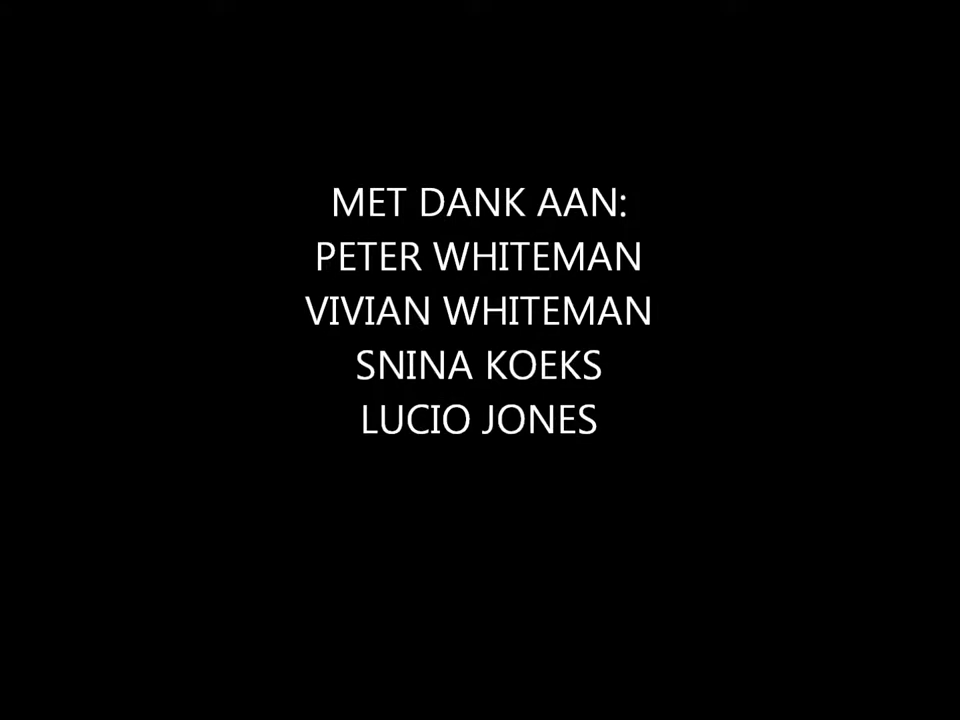 MET DANK AAN:
PETER WHITEMAN
VIVIAN WHITEMAN
SNINA KOEKS
LUCIO JONES